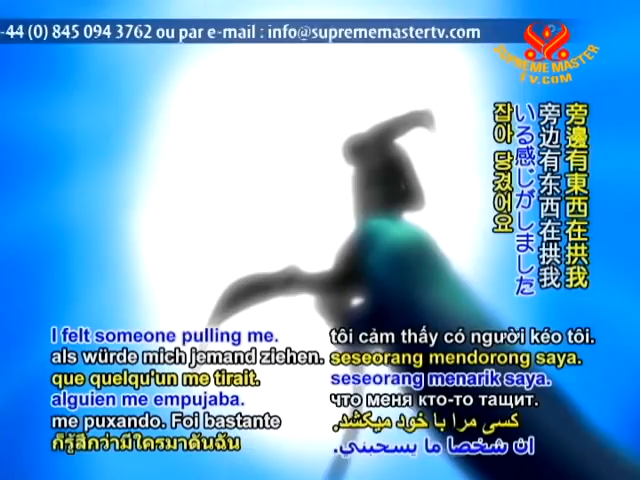 -44 (0) 845 094 3762 ou par e-mail : info@suprememastertv.com
SUPREME MASTER
TV.COM
旁邊有東西在拱我
旁边有东西在拱我
いる感じがしました
잡아 당겼어요
I felt someone pulling me.
als würde mich jemand ziehen.
que quelqu'un me tirait.
alguien me empujaba.
me puxando. Foi bastante
ก็รู้สึกว่ามีใครมาดันฉัน
tôi cảm thấy có người kéo tôi.
seseorang mendorong saya.
seseorang menarik saya.
что меня кто-то тащит.
كسی مرا با خود میكشد.
ان شخصا ما يسحبني.